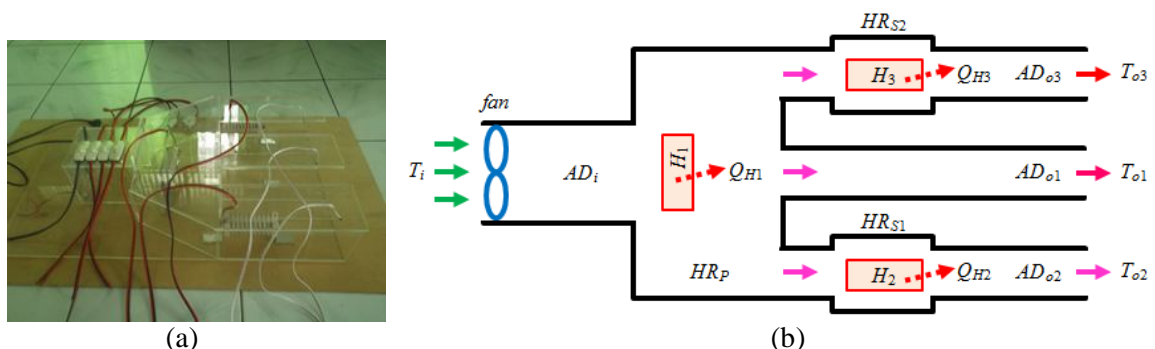 HR_S2
H_3 Q_H3 AD_o3 T_o3
fan
T_i AD_i H_1 Q_H1 AD_o1 T_o1
HR_S1
HR_P H_2 Q_H2 AD_o2 T_o2
(a) (b)